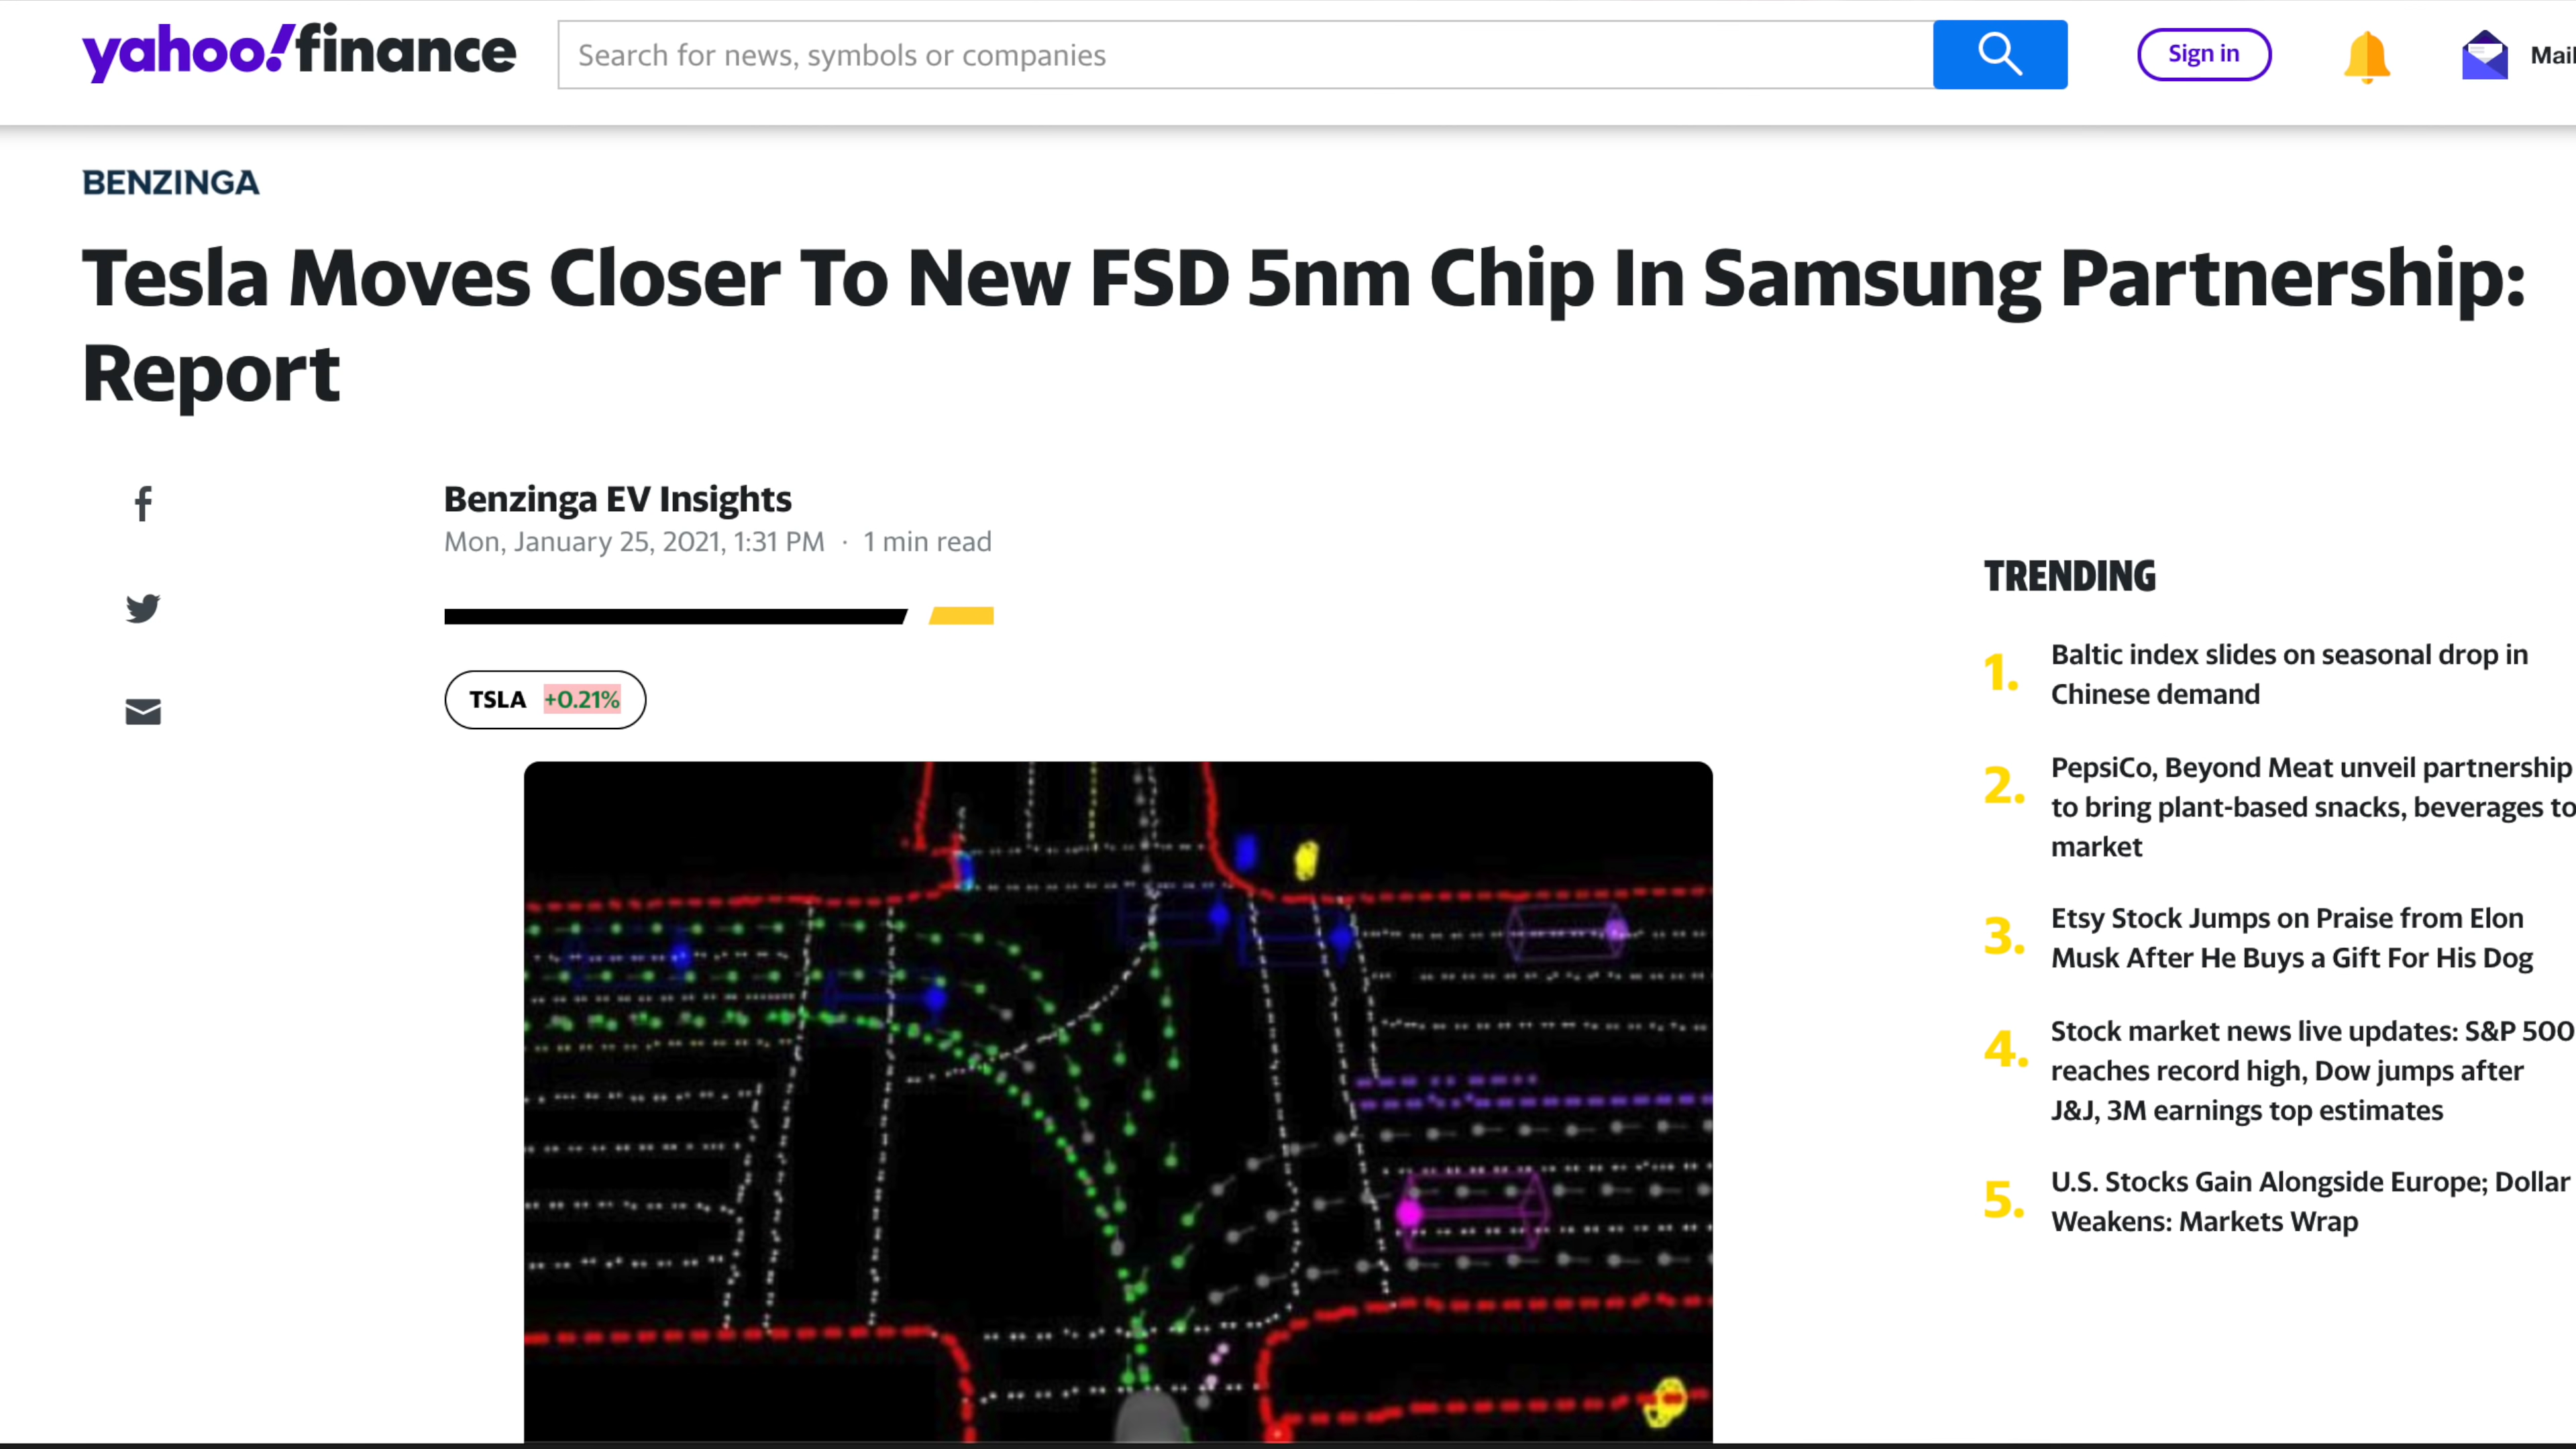 yahoo!finance
Search for news, symbols or companies
Sign in
Mail
BENZINGA
Tesla Moves Closer To New FSD 5nm Chip In Samsung Partnership:
Report
Benzinga EV Insights
Mon, January 25, 2021, 1:31 PM · 1 min read
TSLA +0.21%
TRENDING
1. Baltic index slides on seasonal drop in
Chinese demand
2. PepsiCo, Beyond Meat unveil partnership
to bring plant-based snacks, beverages to
market
3. Etsy Stock Jumps on Praise from Elon
Musk After He Buys a Gift For His Dog
4. Stock market news live updates: S&P 500
reaches record high, Dow jumps after
J&J, 3M earnings top estimates
5. U.S. Stocks Gain Alongside Europe; Dollar
Weakens: Markets Wrap